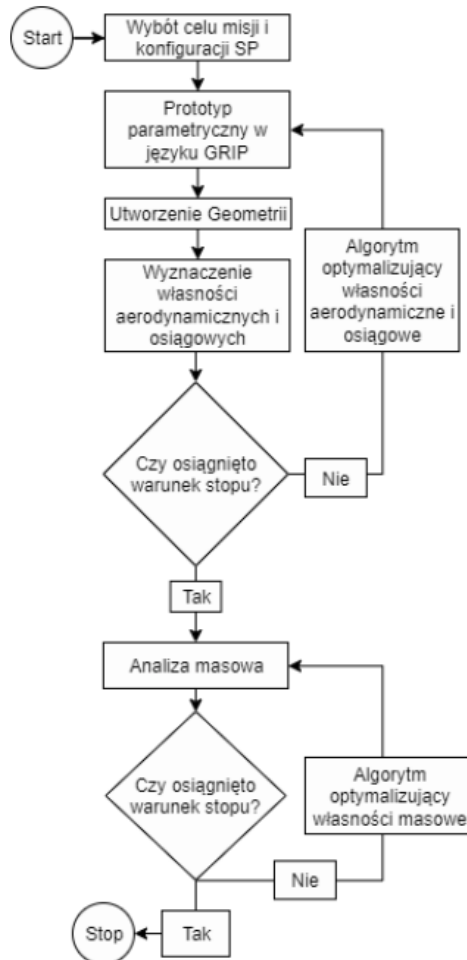 Start
Wybót celu misji i
konfiguracji SP
Prototyp
parametryczny w
języku GRIP
Utworzenie Geometrii
Wyznaczenie
własności
aerodynamicznych i
osiągowych
Algorytm
optymalizujący
własności
aerodynamiczne i
osiągowe
Czy osiągnięto
warunek stopu?
Nie
Tak
Analiza masowa
Czy osiągnięto
warunek stopu?
Algorytm
optymalizujący
własności masowe
Nie
Tak
Stop